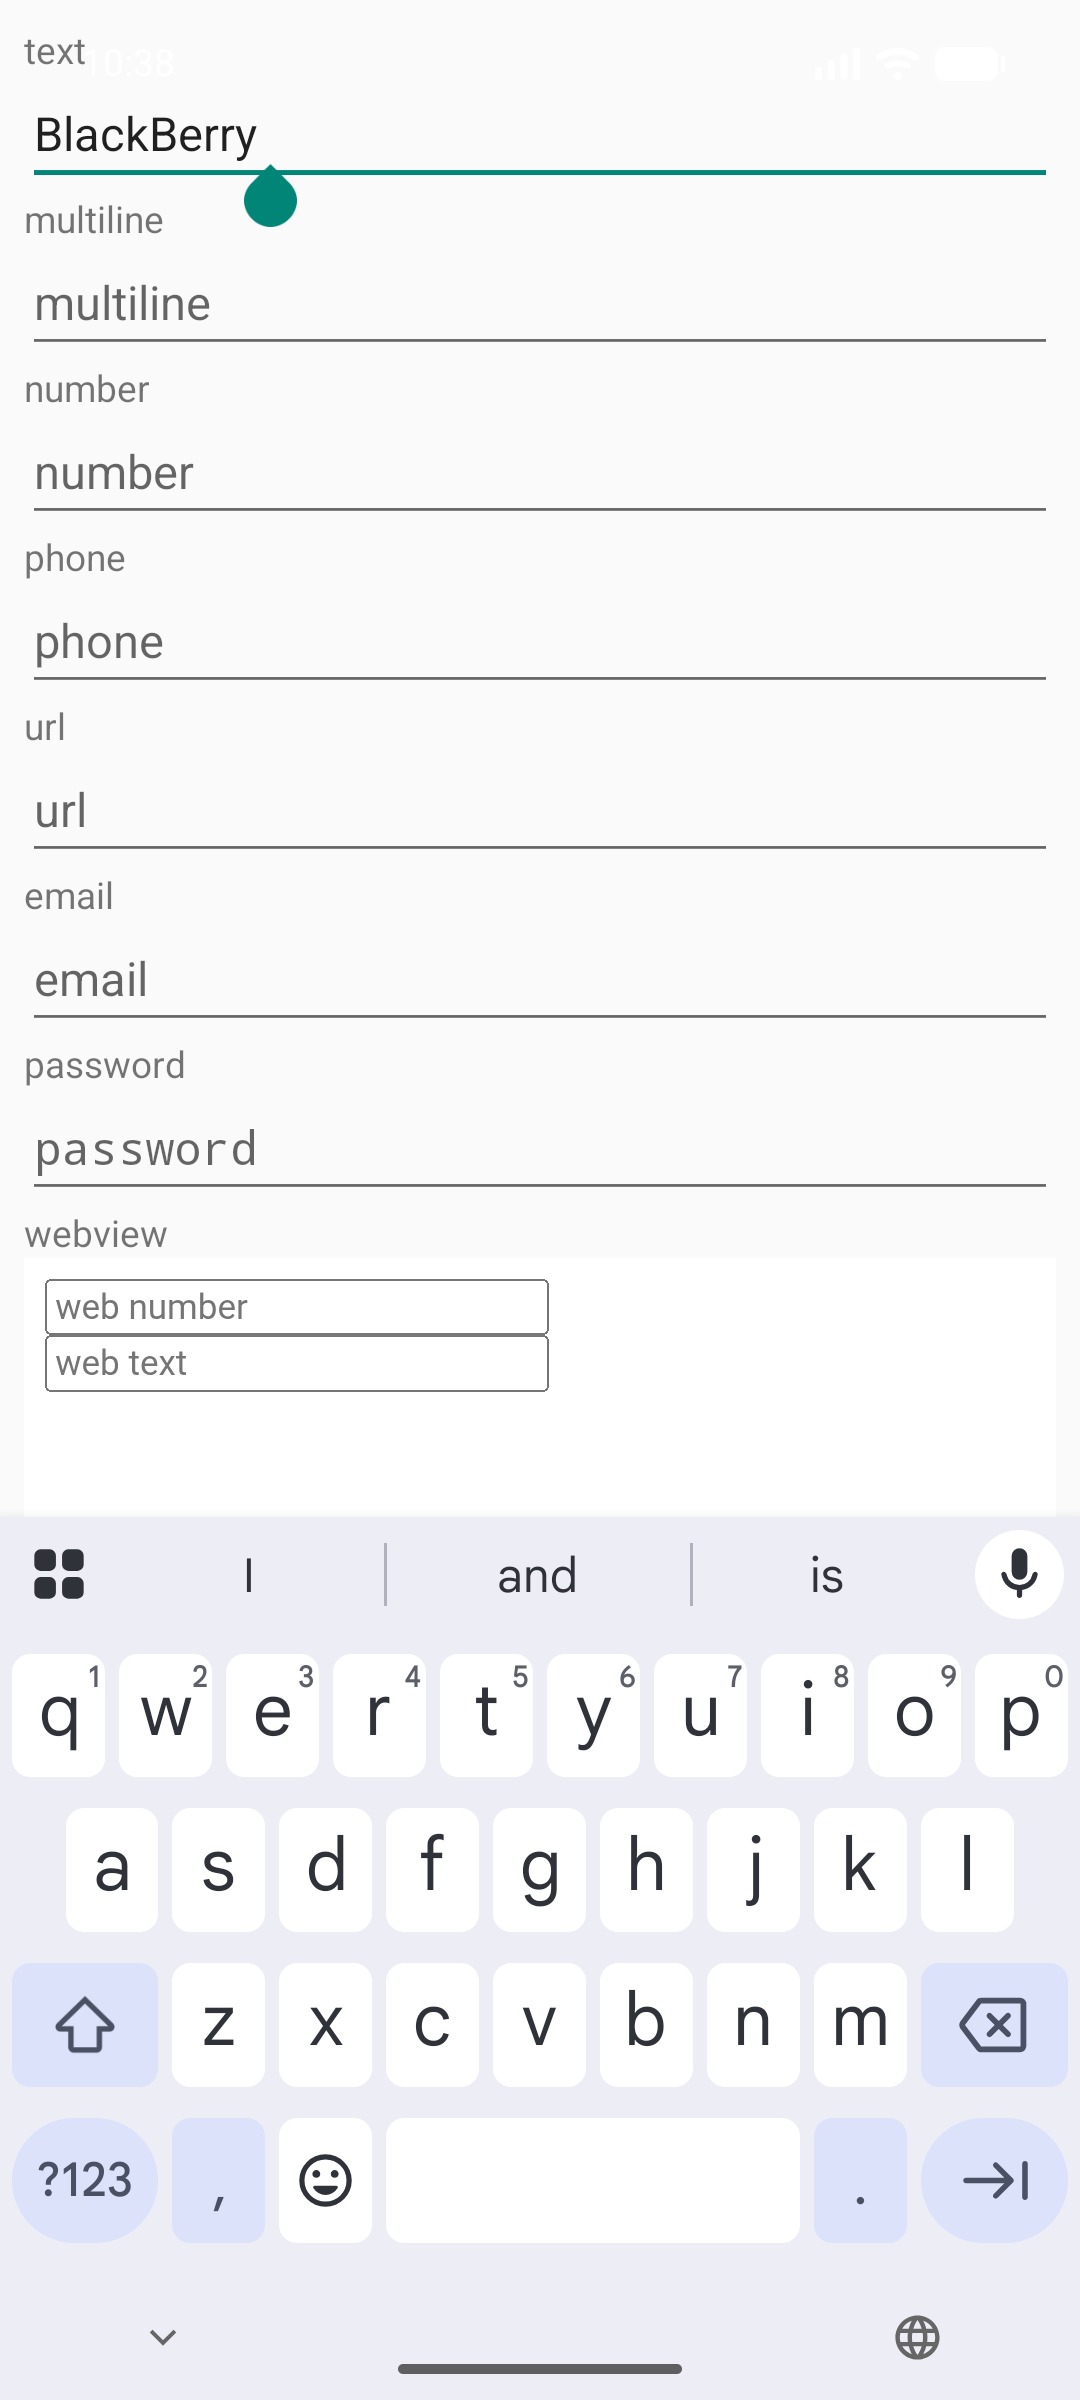 text
10:38
BlackBerry
multiline
multiline
number
number
phone
phone
url
url
email
email
password
password
webview
web number
web text
I and is
q1 w2 e3 r4 t5 y6 u7 i8 o9 p0
a s d f g h j k l
z x c v b n m
?123 , .